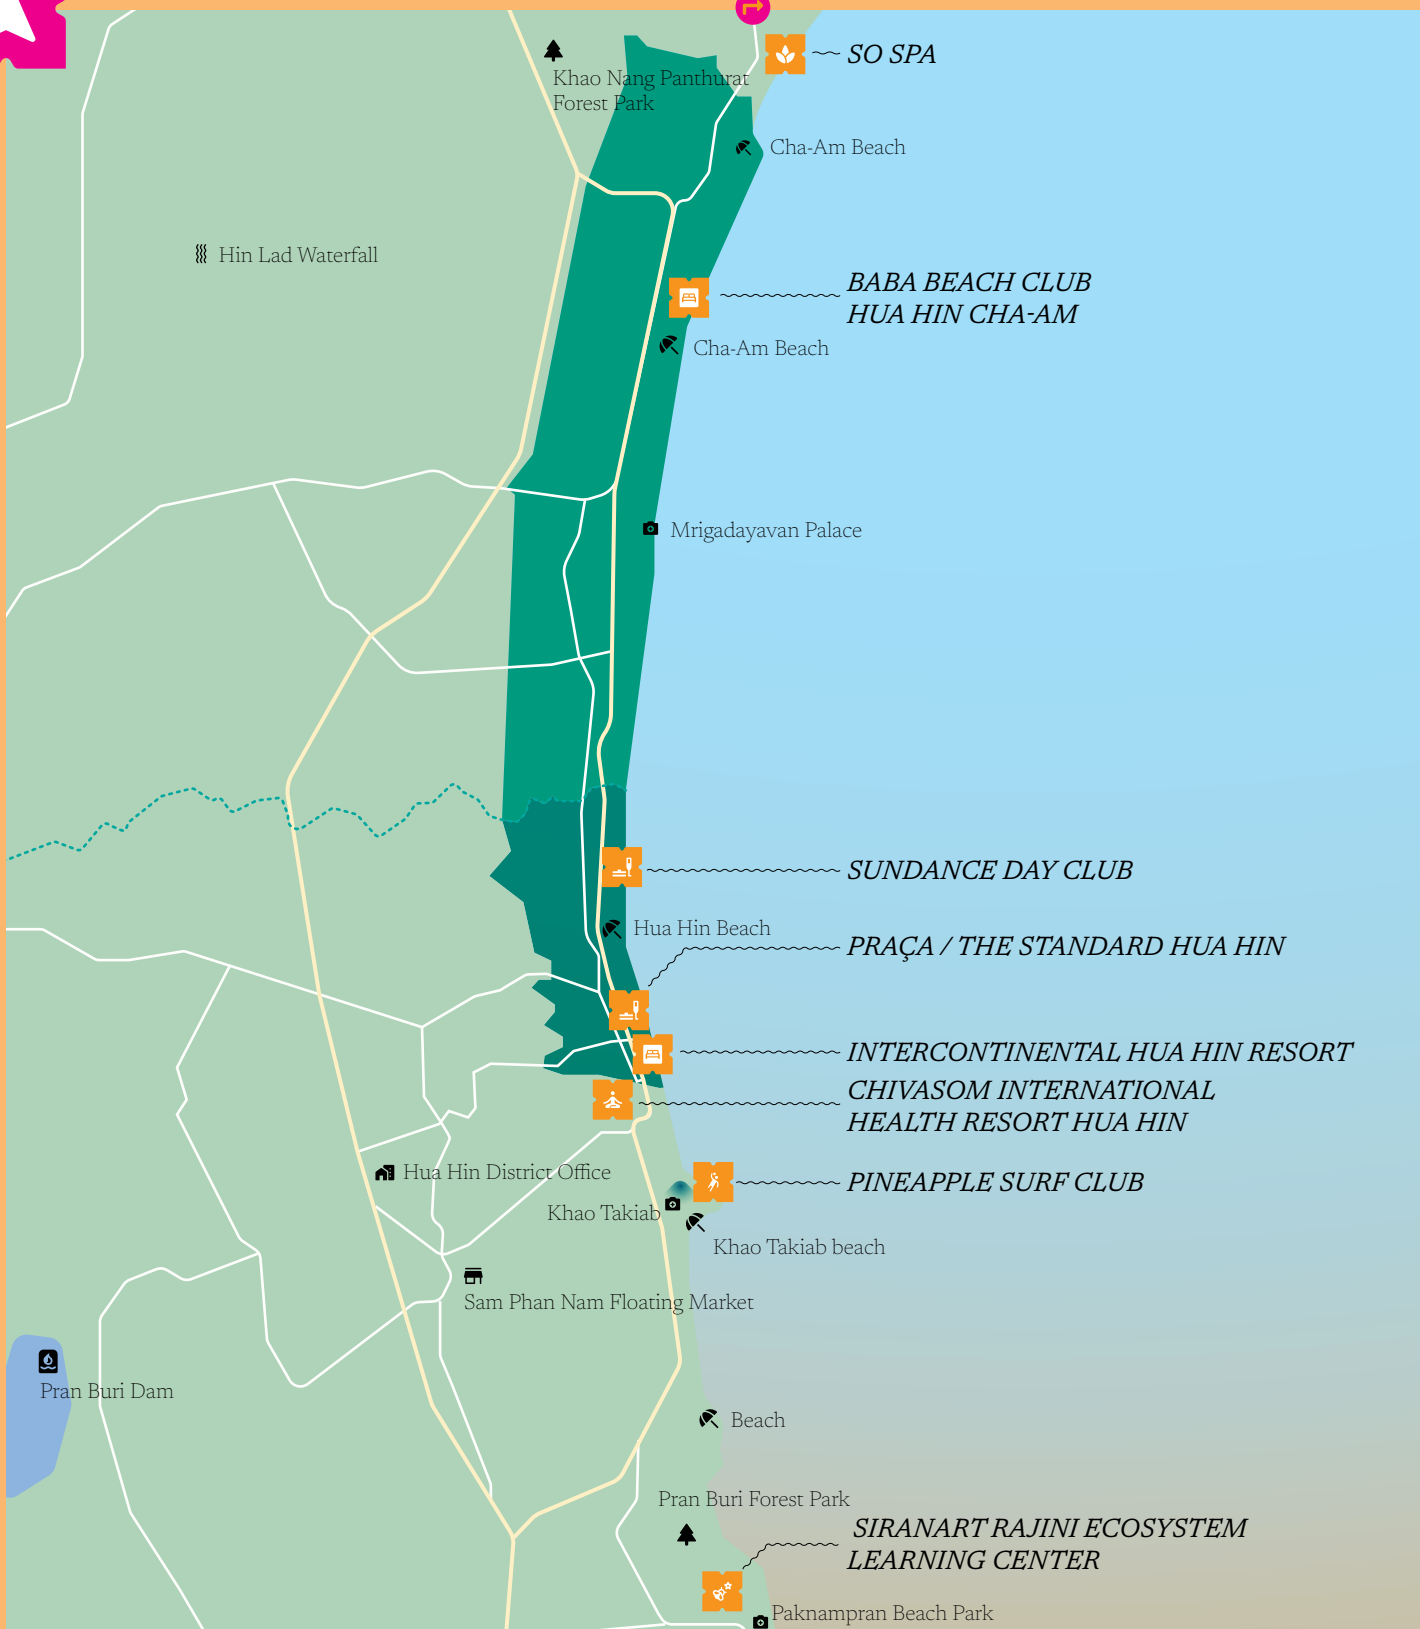 SO SPA
Khao Nang Panthurat
Forest Park
Cha-Am Beach
Hin Lad Waterfall
BABA BEACH CLUB
HUA HIN CHA-AM
Cha-Am Beach
Mrigadayavan Palace
SUNDANCE DAY CLUB
Hua Hin Beach
PRAÇA / THE STANDARD HUA HIN
INTERCONTINENTAL HUA HIN RESORT
CHIVASOM INTERNATIONAL
HEALTH RESORT HUA HIN
Hua Hin District Office
PINEAPPLE SURF CLUB
Khao Takiab
Khao Takiab beach
Sam Phan Nam Floating Market
Pran Buri Dam
Beach
Pran Buri Forest Park
SIRANART RAJINI ECOSYSTEM
LEARNING CENTER
Paknampran Beach Park